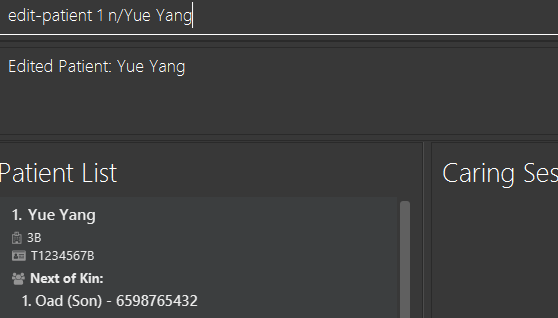 edit-patient 1 n/Yue Yang
Edited Patient: Yue Yang
Patient List
Caring Ses
1. Yue Yang
3B
T1234567B
Next of Kin:
1. Oad (Son) - 6598765432